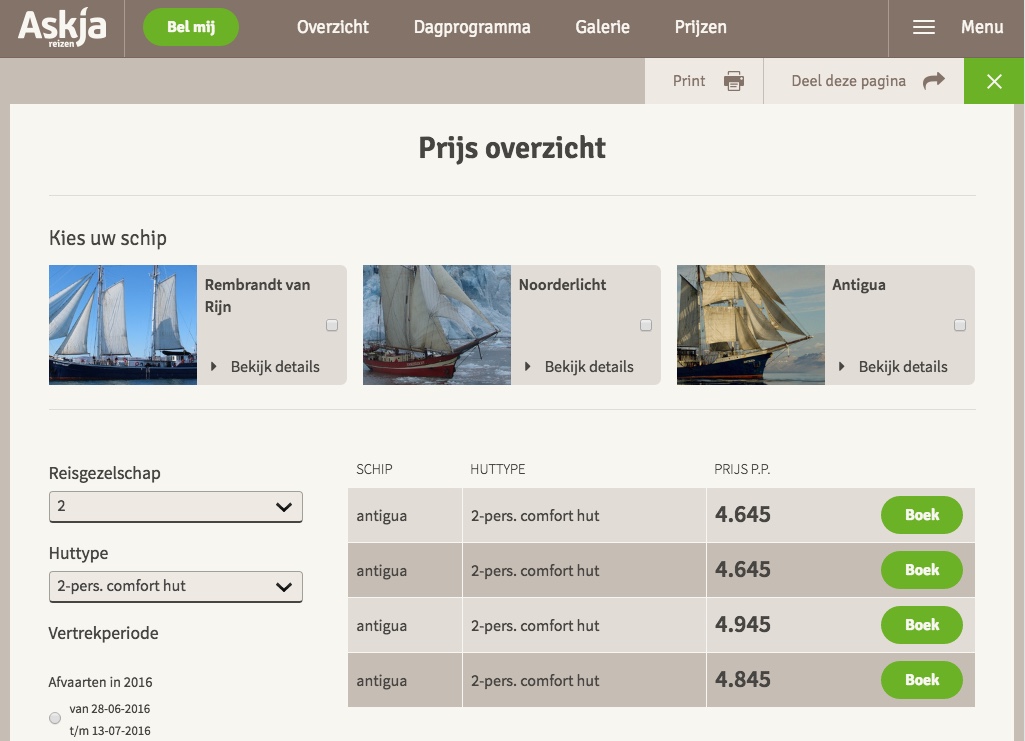 Askja
reizen
Bel mij
Overzicht
Dagprogramma
Galerie
Prijzen
Menu
Print
Deel deze pagina
Prijs overzicht
Kies uw schip
Rembrandt van
Rijn
Bekijk details
Noorderlicht
Bekijk details
Antigua
Bekijk details
Reisgezelschap
2
Huttype
2-pers. comfort hut
Vertrekperiode
Afvaarten in 2016
van 28-06-2016
t/m 13-07-2016
SCHIP HUTTYPE PRIJS P.P.
antigua 2-pers. comfort hut 4.645 Boek
antigua 2-pers. comfort hut 4.645 Boek
antigua 2-pers. comfort hut 4.945 Boek
antigua 2-pers. comfort hut 4.845 Boek